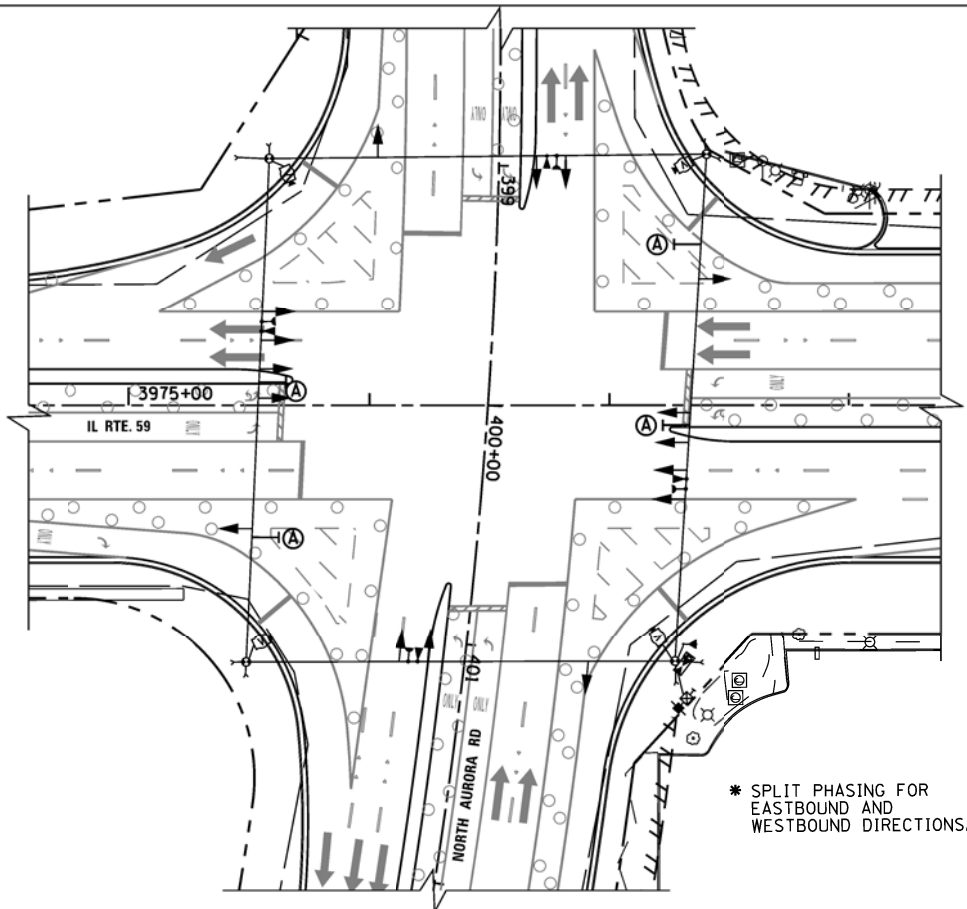 ONLY
ONLY
399
Ⓐ
ONLY
3975+00
Ⓐ
IL RTE. 59
ONLY
400+00
Ⓐ
ONLY
Ⓐ
401
ONLY
ONLY
NORTH AURORA RD
* SPLIT PHASING FOR
EASTBOUND AND
WESTBOUND DIRECTIONS.